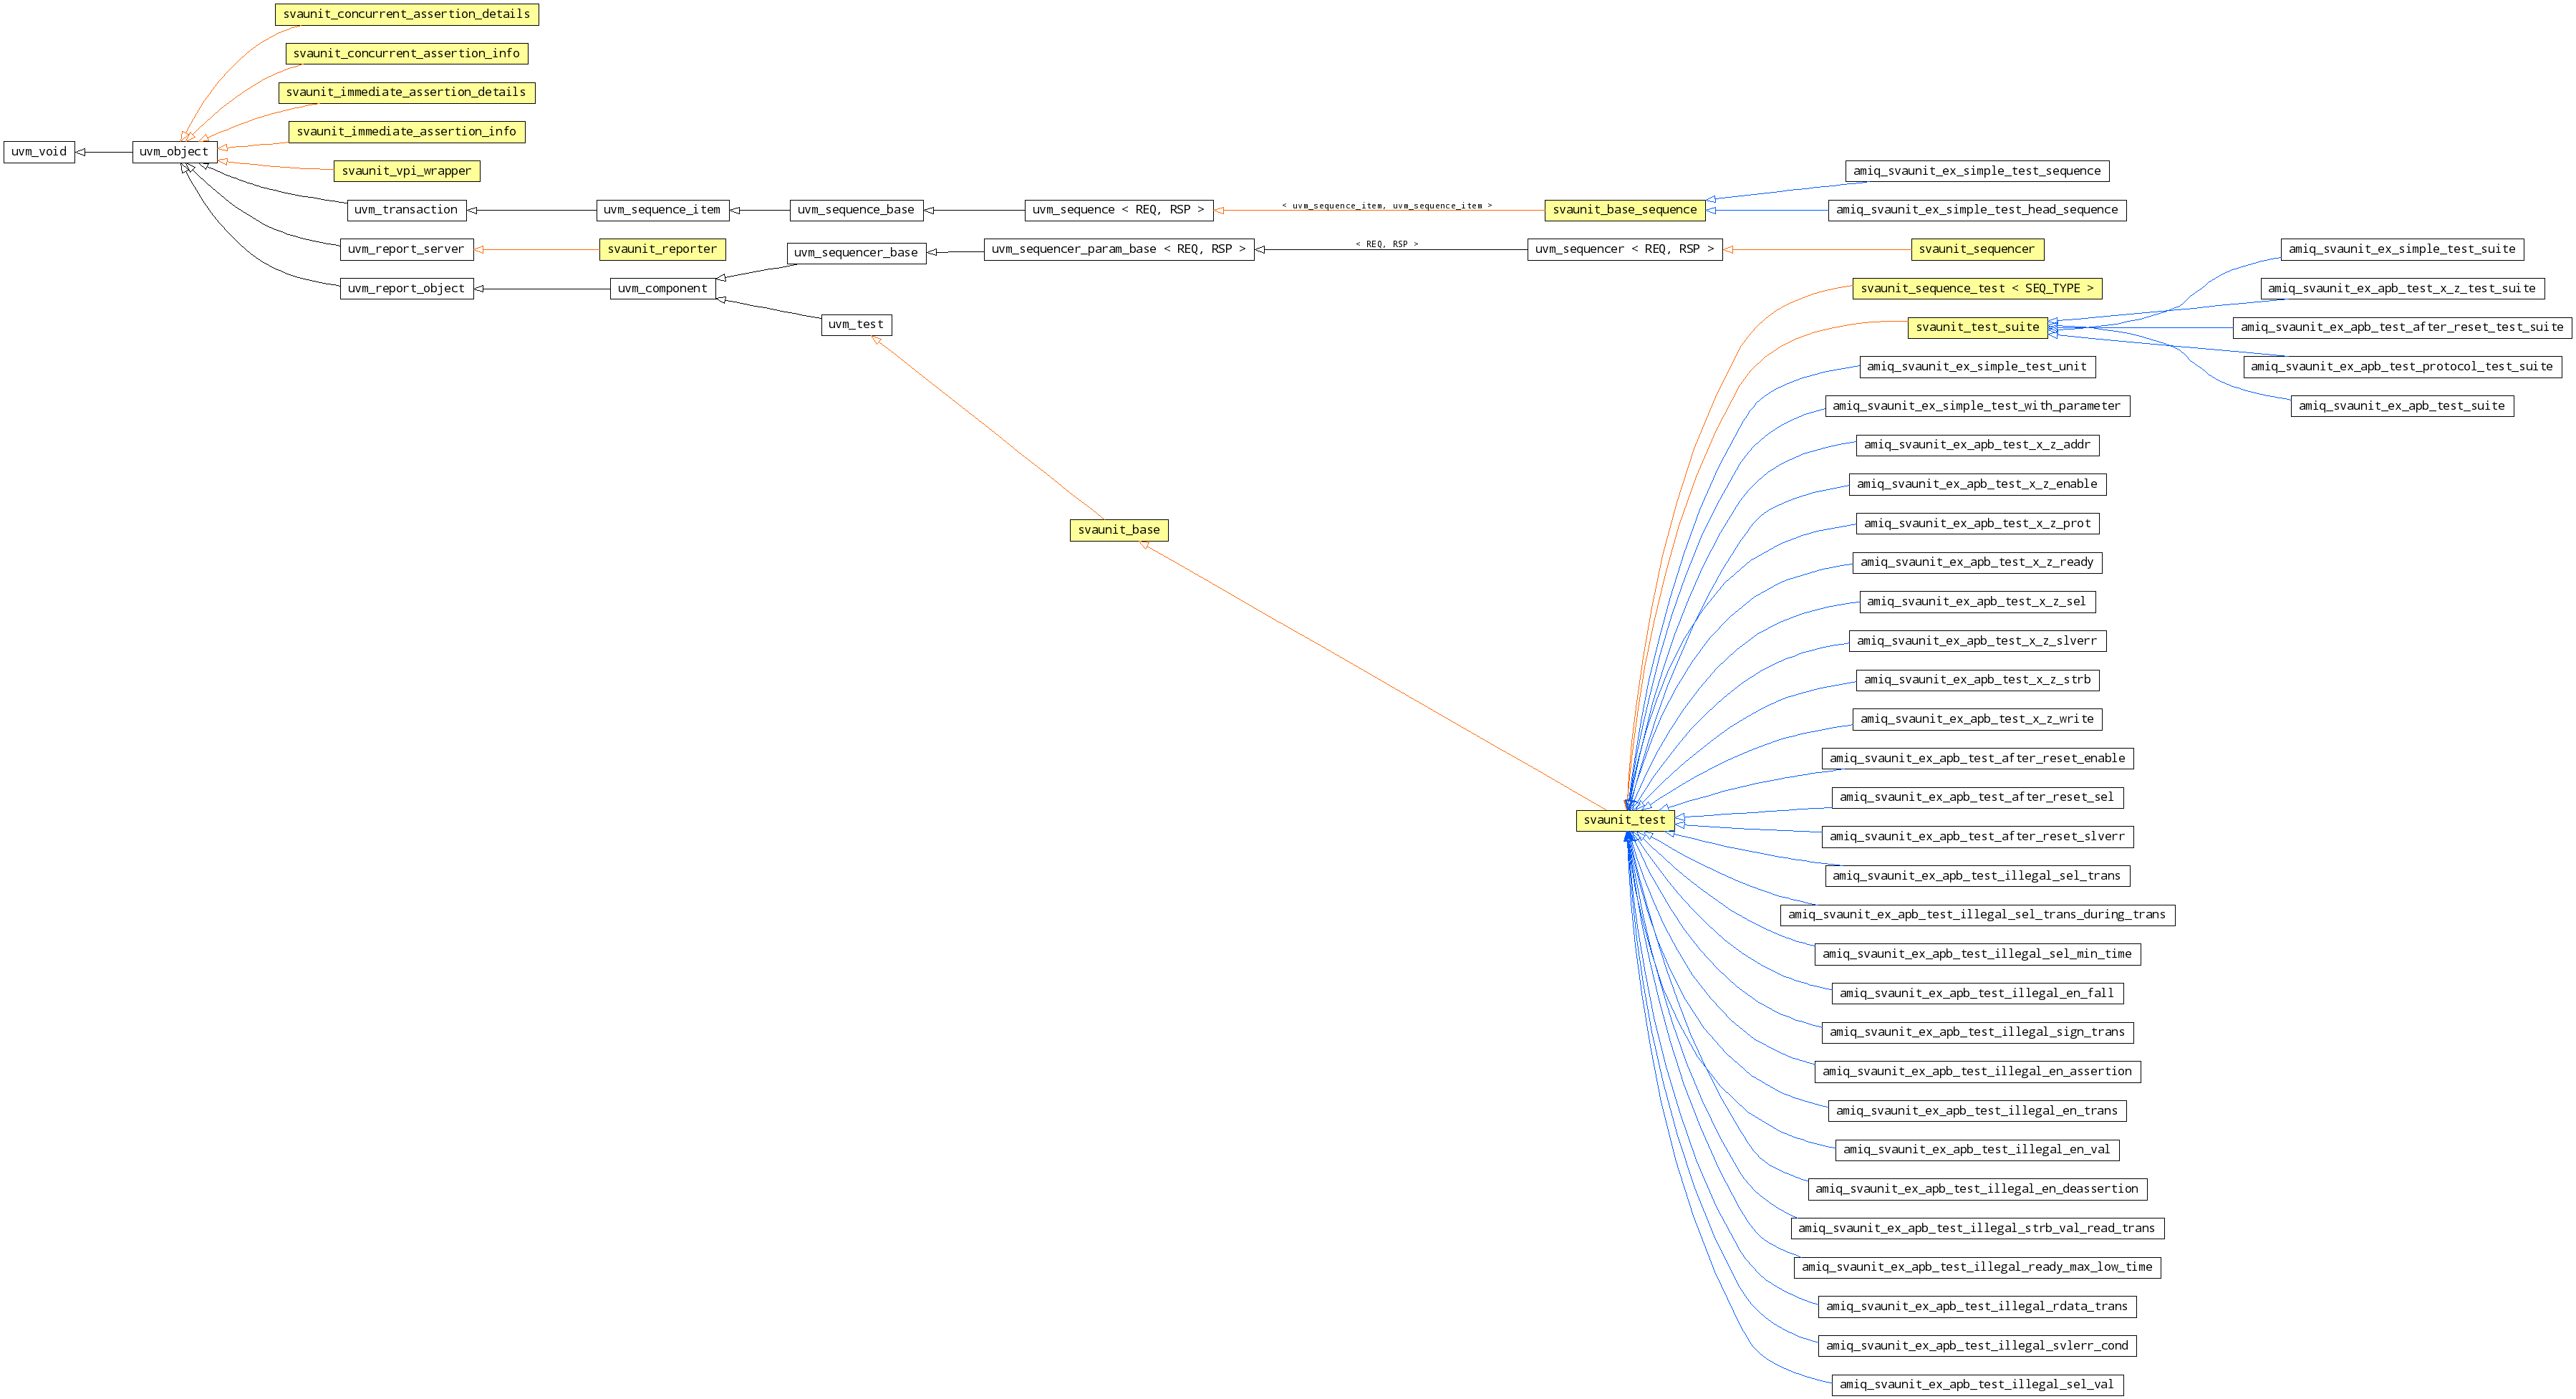 svaunit_concurrent_assertion_details
svaunit_concurrent_assertion_info
svaunit_immediate_assertion_details
svaunit_immediate_assertion_info
uvm_void
uvm_object
svaunit_vpi_wrapper
uvm_transaction
uvm_sequence_item
uvm_sequence_base
uvm_sequence < REQ, RSP >
< uvm_sequence_item, uvm_sequence_item >
svaunit_base_sequence
amiq_svaunit_ex_simple_test_sequence
amiq_svaunit_ex_simple_test_head_sequence
uvm_report_server
svaunit_reporter
uvm_sequencer_base
uvm_sequencer_param_base < REQ, RSP >
< REQ, RSP >
uvm_sequencer < REQ, RSP >
svaunit_sequencer
uvm_report_object
uvm_component
uvm_test
svaunit_base
svaunit_test
svaunit_sequence_test < SEQ_TYPE >
svaunit_test_suite
amiq_svaunit_ex_simple_test_suite
amiq_svaunit_ex_apb_test_x_z_test_suite
amiq_svaunit_ex_apb_test_after_reset_test_suite
amiq_svaunit_ex_apb_test_protocol_test_suite
amiq_svaunit_ex_apb_test_suite
amiq_svaunit_ex_simple_test_unit
amiq_svaunit_ex_simple_test_with_parameter
amiq_svaunit_ex_apb_test_x_z_addr
amiq_svaunit_ex_apb_test_x_z_enable
amiq_svaunit_ex_apb_test_x_z_prot
amiq_svaunit_ex_apb_test_x_z_ready
amiq_svaunit_ex_apb_test_x_z_sel
amiq_svaunit_ex_apb_test_x_z_slverr
amiq_svaunit_ex_apb_test_x_z_strb
amiq_svaunit_ex_apb_test_x_z_write
amiq_svaunit_ex_apb_test_after_reset_enable
amiq_svaunit_ex_apb_test_after_reset_sel
amiq_svaunit_ex_apb_test_after_reset_slverr
amiq_svaunit_ex_apb_test_illegal_sel_trans
amiq_svaunit_ex_apb_test_illegal_sel_trans_during_trans
amiq_svaunit_ex_apb_test_illegal_sel_min_time
amiq_svaunit_ex_apb_test_illegal_en_fall
amiq_svaunit_ex_apb_test_illegal_sign_trans
amiq_svaunit_ex_apb_test_illegal_en_assertion
amiq_svaunit_ex_apb_test_illegal_en_trans
amiq_svaunit_ex_apb_test_illegal_en_val
amiq_svaunit_ex_apb_test_illegal_en_deassertion
amiq_svaunit_ex_apb_test_illegal_strb_val_read_trans
amiq_svaunit_ex_apb_test_illegal_ready_max_low_time
amiq_svaunit_ex_apb_test_illegal_rdata_trans
amiq_svaunit_ex_apb_test_illegal_svlerr_cond
amiq_svaunit_ex_apb_test_illegal_sel_val